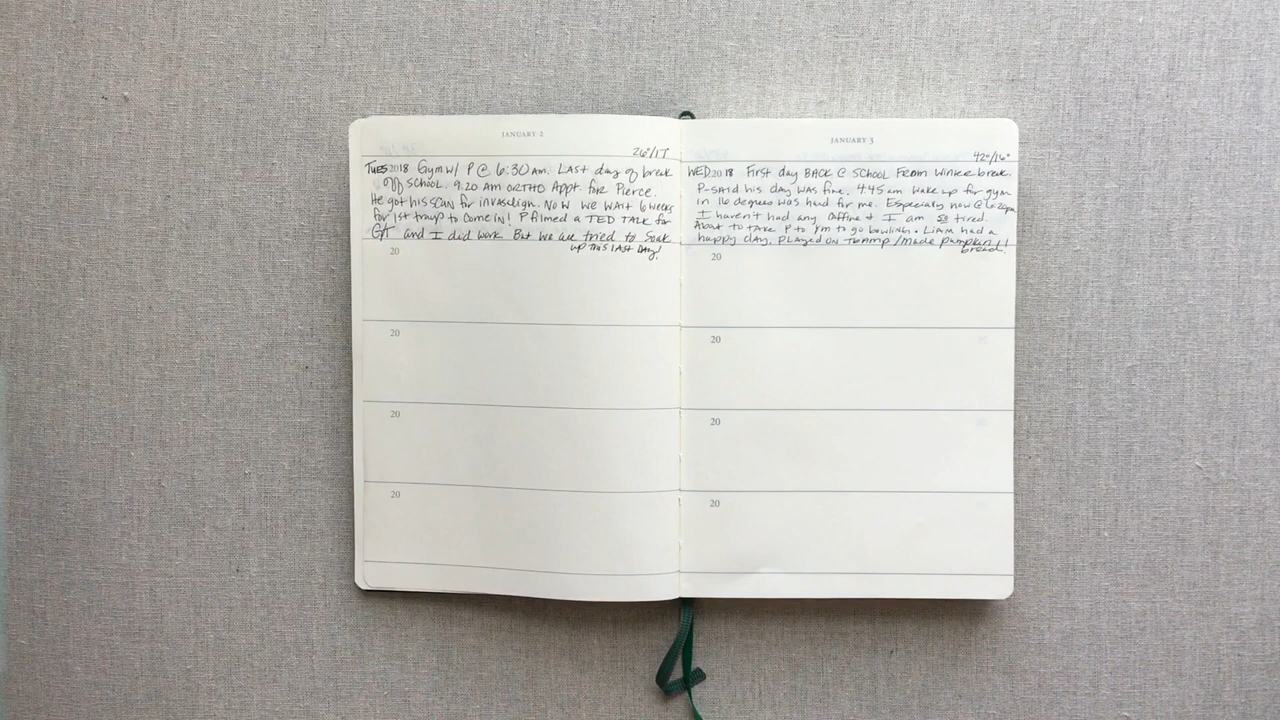 JANUARY 2
26°/17
TUES 2018 Gym w/ P @ 6:30 am. LAST day of break
off school. 9:20 AM ORTHO Appt. for Pierce.
He got his SCAN for invasalign. NOW WE WAIT 6 weeks
for 1st trays to come in! P filmed a TED TALK for
GT and I did work. But we are tried to soak
up this LAST DAY!
20
20
20
20
JANUARY 3
42°/16°
WED 2018 First day BACK @ SCHOOL From Winter break.
P-SAID his day was fine. 4:45 am wake up for gym
in 16 degrees was hard for me. Especially now @ 6:20pm
I haven't had any caffine & I am so tired.
About to take P to Ym to go bowling. LiAm had a
happy day. PLAYED ON TRAMP/made pumpkin
bread!
20
20
20
20